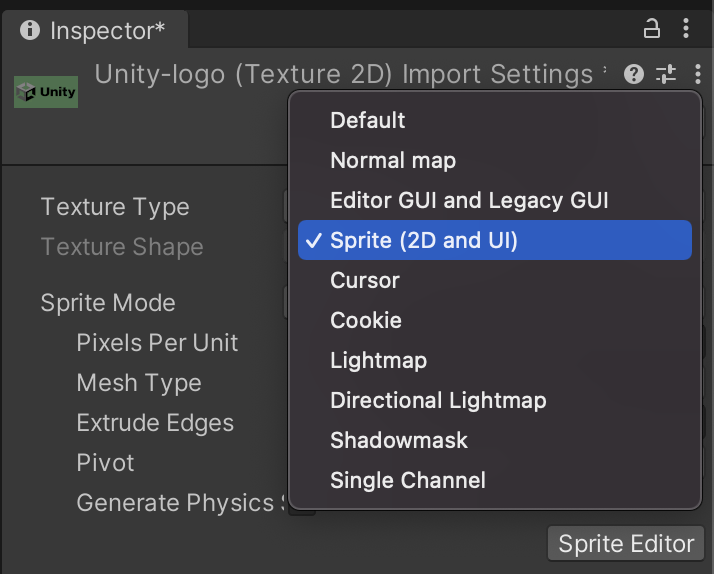 Inspector*
Unity-logo (Texture 2D) Import Settings
Unity
Default
Normal map
Editor GUI and Legacy GUI
Texture Type
Sprite (2D and UI)
Texture Shape
Cursor
Sprite Mode
Cookie
Pixels Per Unit
Lightmap
Mesh Type
Directional Lightmap
Extrude Edges
Shadowmask
Pivot
Single Channel
Generate Physics
Sprite Editor